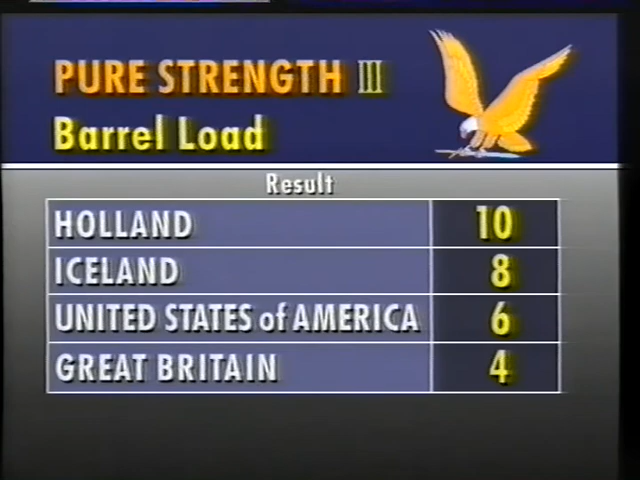 PURE STRENGTH III
Barrel Load
Result
HOLLAND 10
ICELAND 8
UNITED STATES of AMERICA 6
GREAT BRITAIN 4